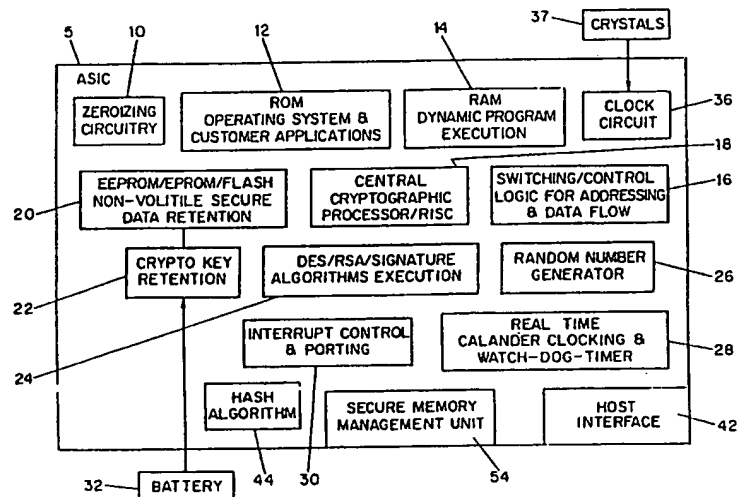 37
CRYSTALS
5
10
12
14
ASIC
ZEROIZING
CIRCUITRY
ROM
OPERATING SYSTEM &
CUSTOMER APPLICATIONS
RAM
DYNAMIC PROGRAM
EXECUTION
CLOCK
CIRCUIT
36
18
EEPROM/EPROM/FLASH
NON-VOLITILE SECURE
DATA RETENTION
CENTRAL
CRYPTOGRAPHIC
PROCESSOR/RISC
SWITCHING/CONTROL
LOGIC FOR ADDRESSING
& DATA FLOW
16
20
CRYPTO KEY
RETENTION
DES/RSA/SIGNATURE
ALGORITHMS EXECUTION
RANDOM NUMBER
GENERATOR
26
22
INTERRUPT CONTROL
& PORTING
REAL TIME
CALANDER CLOCKING &
WATCH-DOG-TIMER
28
24
HASH
ALGORITHM
SECURE MEMORY
MANAGEMENT UNIT
HOST
INTERFACE
42
32
BATTERY
44
30
54